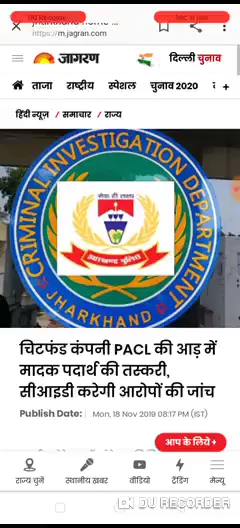 https://m.jagran.com
जागरण
दिल्ली चुनाव
ताजा राष्ट्रीय स्पेशल चुनाव 2020
हिंदी न्यूज़ / समाचार / राज्य
CRIMINAL INVESTIGATION DEPARTMENT
JHARKHAND
झारखण्ड पुलिस
चिटफंड कंपनी PACL की आड़ में
मादक पदार्थ की तस्करी,
सीआइडी करेगी आरोपों की जांच
Publish Date: Mon, 18 Nov 2019 08:17 PM (IST)
आप के लिये +
राज्य चुनें स्थानीय खबर वीडियो ट्रेंडिंग मेन्यू
DU RECORDER